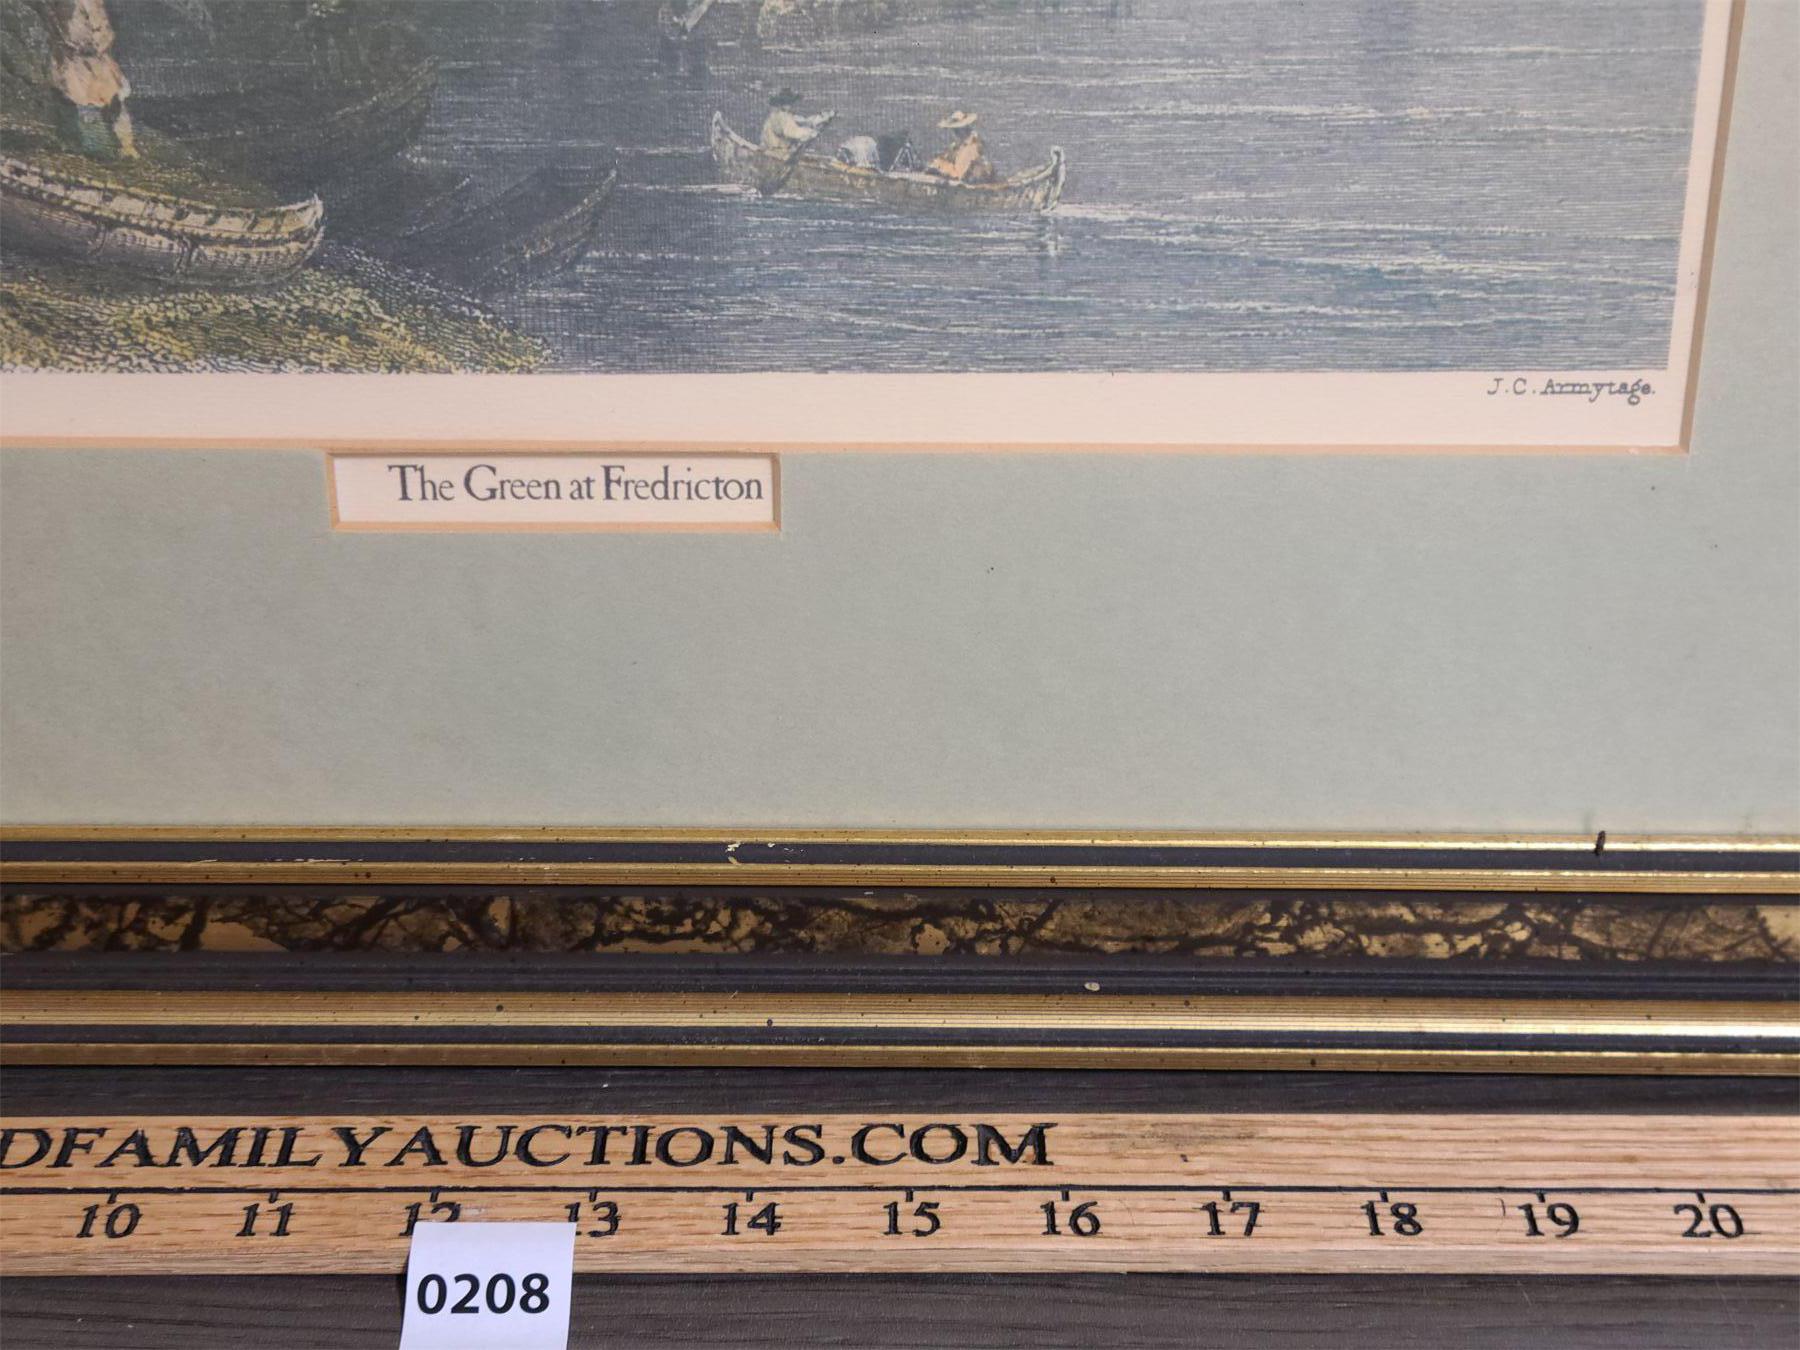 J.C. Armytage.
The Green at Fredricton
DFAMILYAUCTIONS.COM
10 11 12 13 14 15 16 17 18 19 20
0208